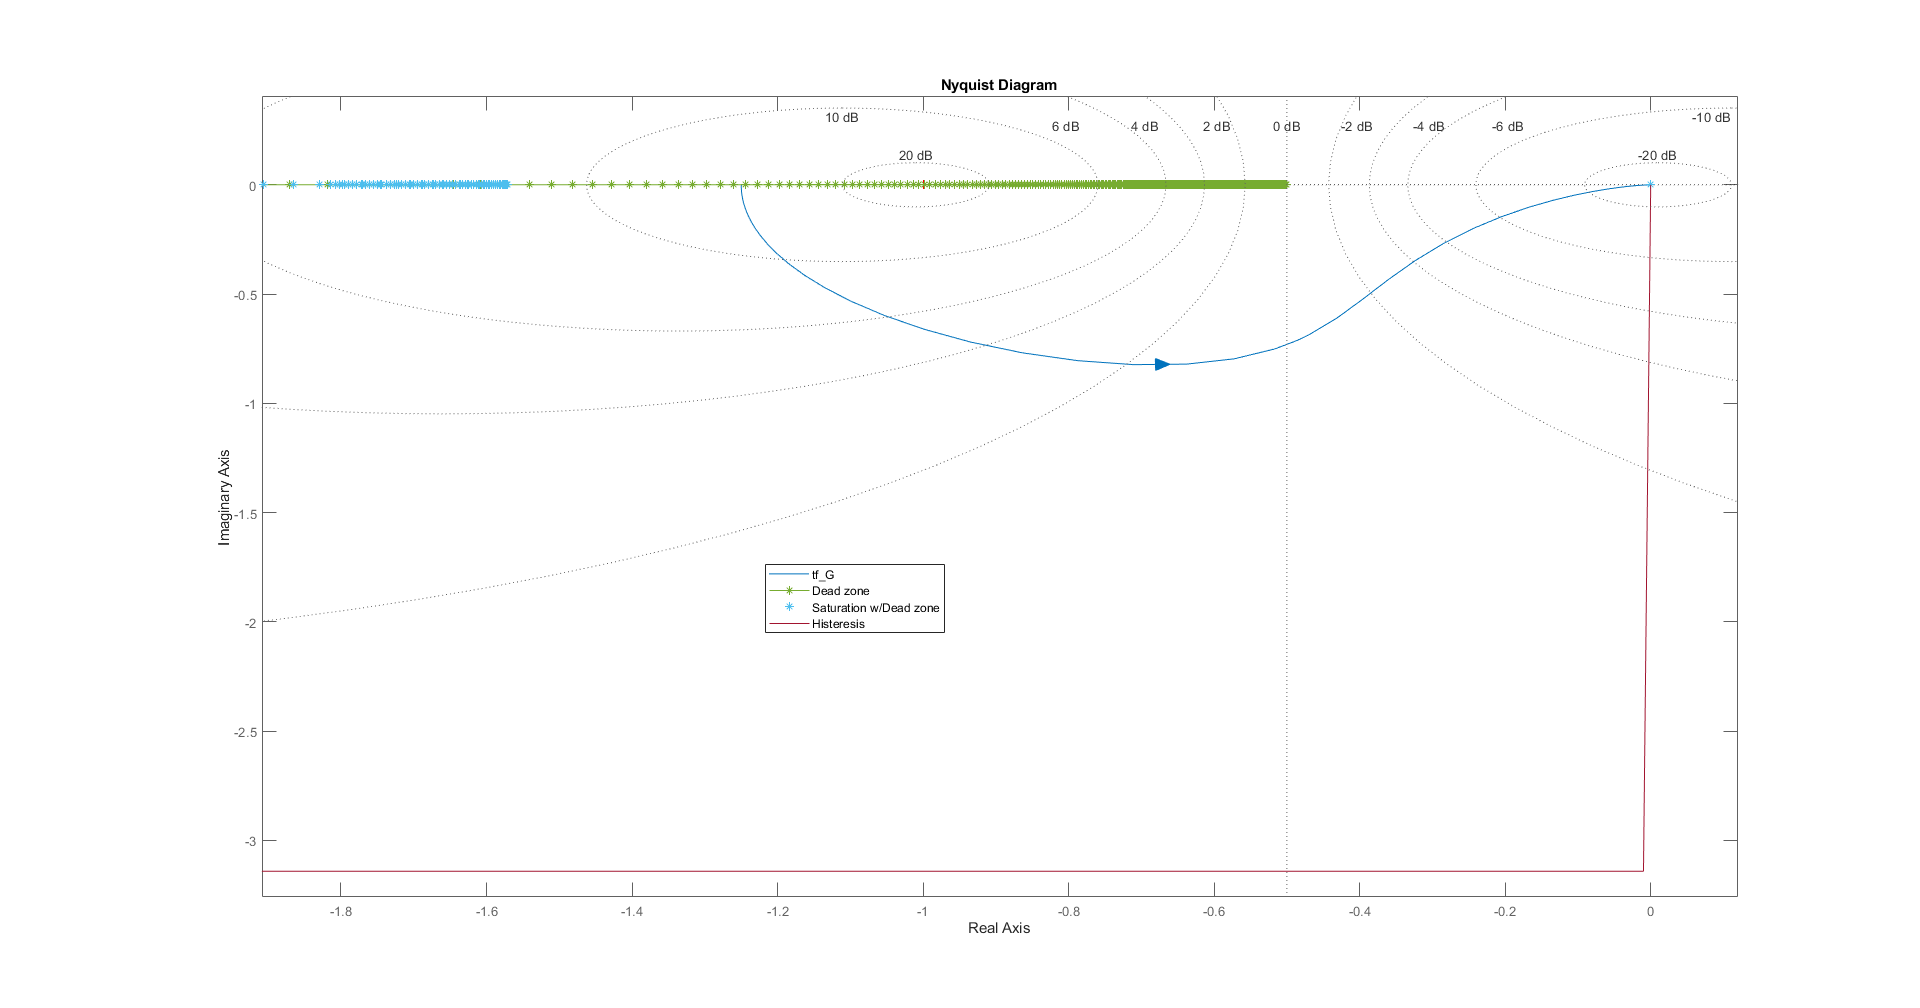 Nyquist Diagram
10 dB
6 dB
4 dB
2 dB
0 dB
-2 dB
-4 dB
-6 dB
-10 dB
20 dB
-20 dB
0
-0.5
-1
-1.5
-2
-2.5
-3
Imaginary Axis
tf_G
Dead zone
Saturation w/Dead zone
Histeresis
-1.8
-1.6
-1.4
-1.2
-1
-0.8
-0.6
-0.4
-0.2
0
Real Axis